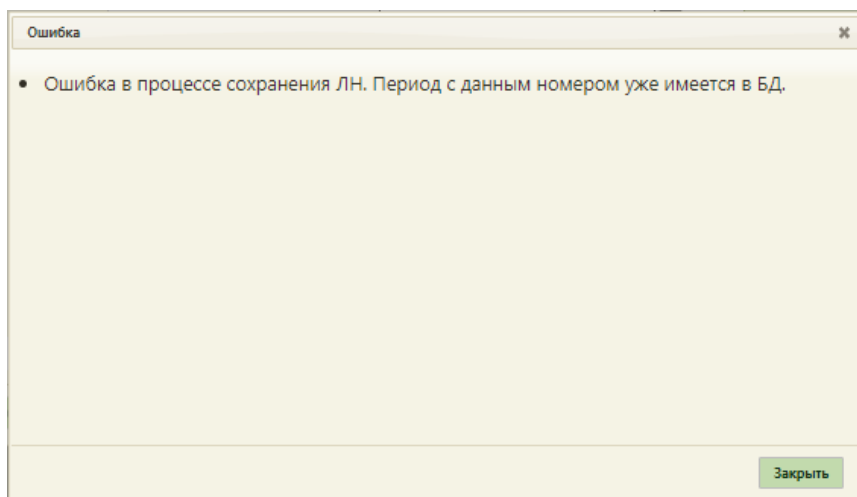 Ошибка
Ошибка в процессе сохранения ЛН. Период с данным номером уже имеется в БД.
Закрыть